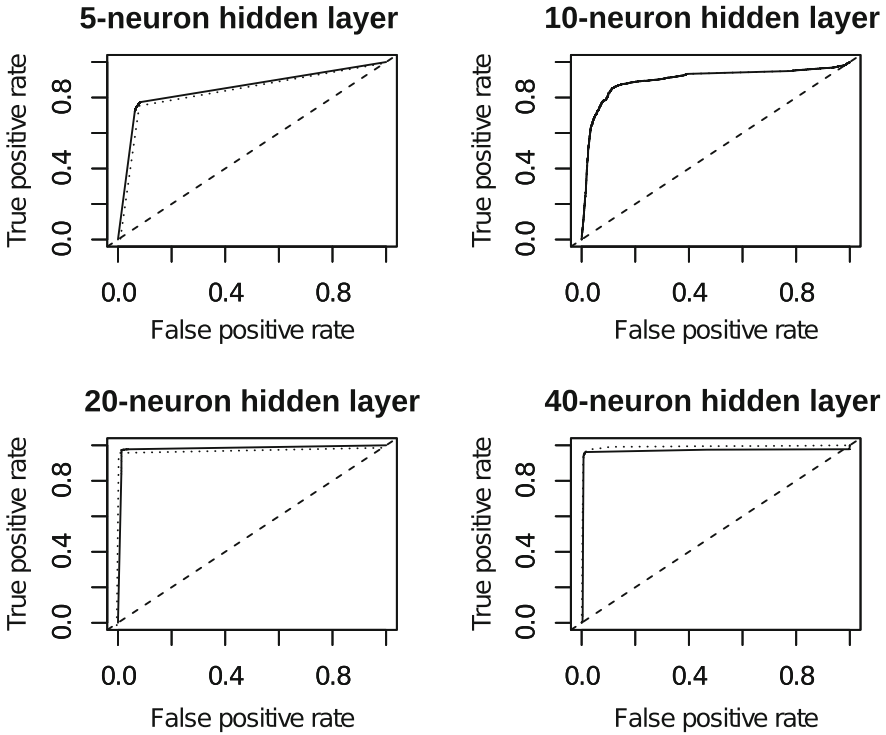 5-neuron hidden layer
True positive rate
0.8
0.4
0.0
0.0 0.4 0.8
False positive rate
10-neuron hidden layer
True positive rate
0.8
0.4
0.0
0.0 0.4 0.8
False positive rate
20-neuron hidden layer
True positive rate
0.8
0.4
0.0
0.0 0.4 0.8
False positive rate
40-neuron hidden layer
True positive rate
0.8
0.4
0.0
0.0 0.4 0.8
False positive rate